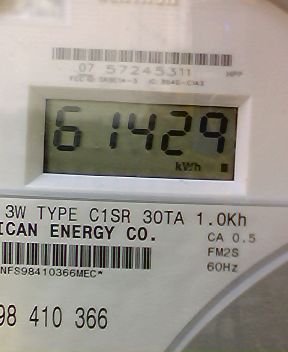 07 57245311 HPP
61429
kWh
3W TYPE C1SR 30TA 1.0Kh
ICAN ENERGY CO.
CA 0.5
FM2S
60Hz
NFS98410366MEC*
98 410 366